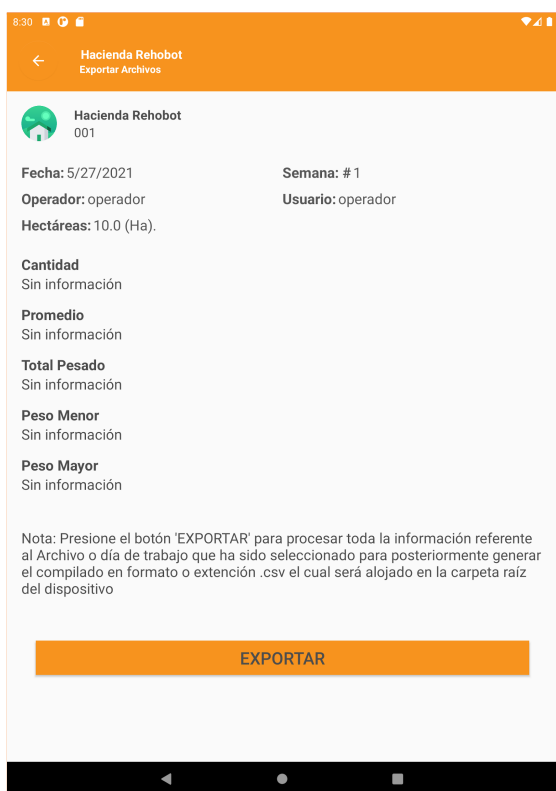 8:30
Hacienda Rehobot
Exportar Archivos
Hacienda Rehobot
001
Fecha: 5/27/2021 Semana: # 1
Operador: operador Usuario: operador
Hectáreas: 10.0 (Ha).
Cantidad
Sin información
Promedio
Sin información
Total Pesado
Sin información
Peso Menor
Sin información
Peso Mayor
Sin información
Nota: Presione el botón 'EXPORTAR' para procesar toda la información referente
al Archivo o día de trabajo que ha sido seleccionado para posteriormente generar
el compilado en formato o extención .csv el cual será alojado en la carpeta raíz
del dispositivo
EXPORTAR